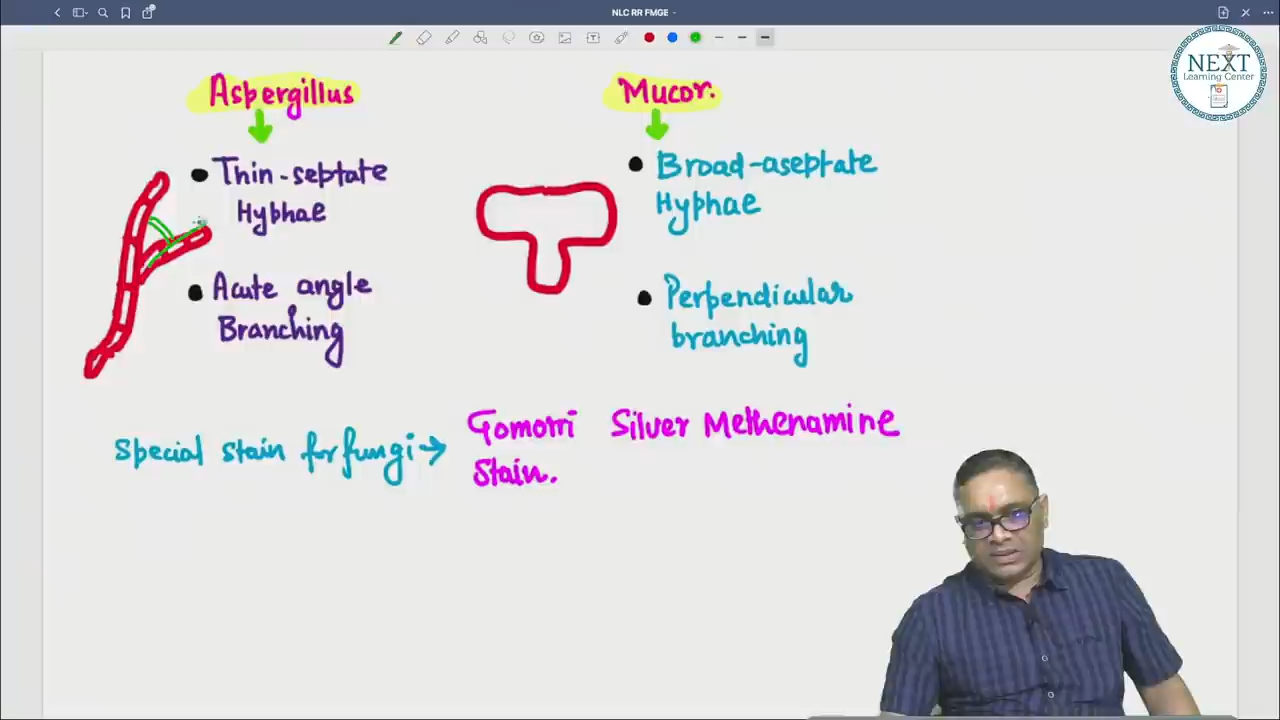 NLC RR FMGE
NEXT
Learning Center
Aspergillus
Thin-septate
Hyphae
Acute angle
Branching
Mucor.
Broad-aseptate
Hyphae
Perpendicular
branching
Special stain for fungi →
Gomorri Silver Methenamine
Stain.